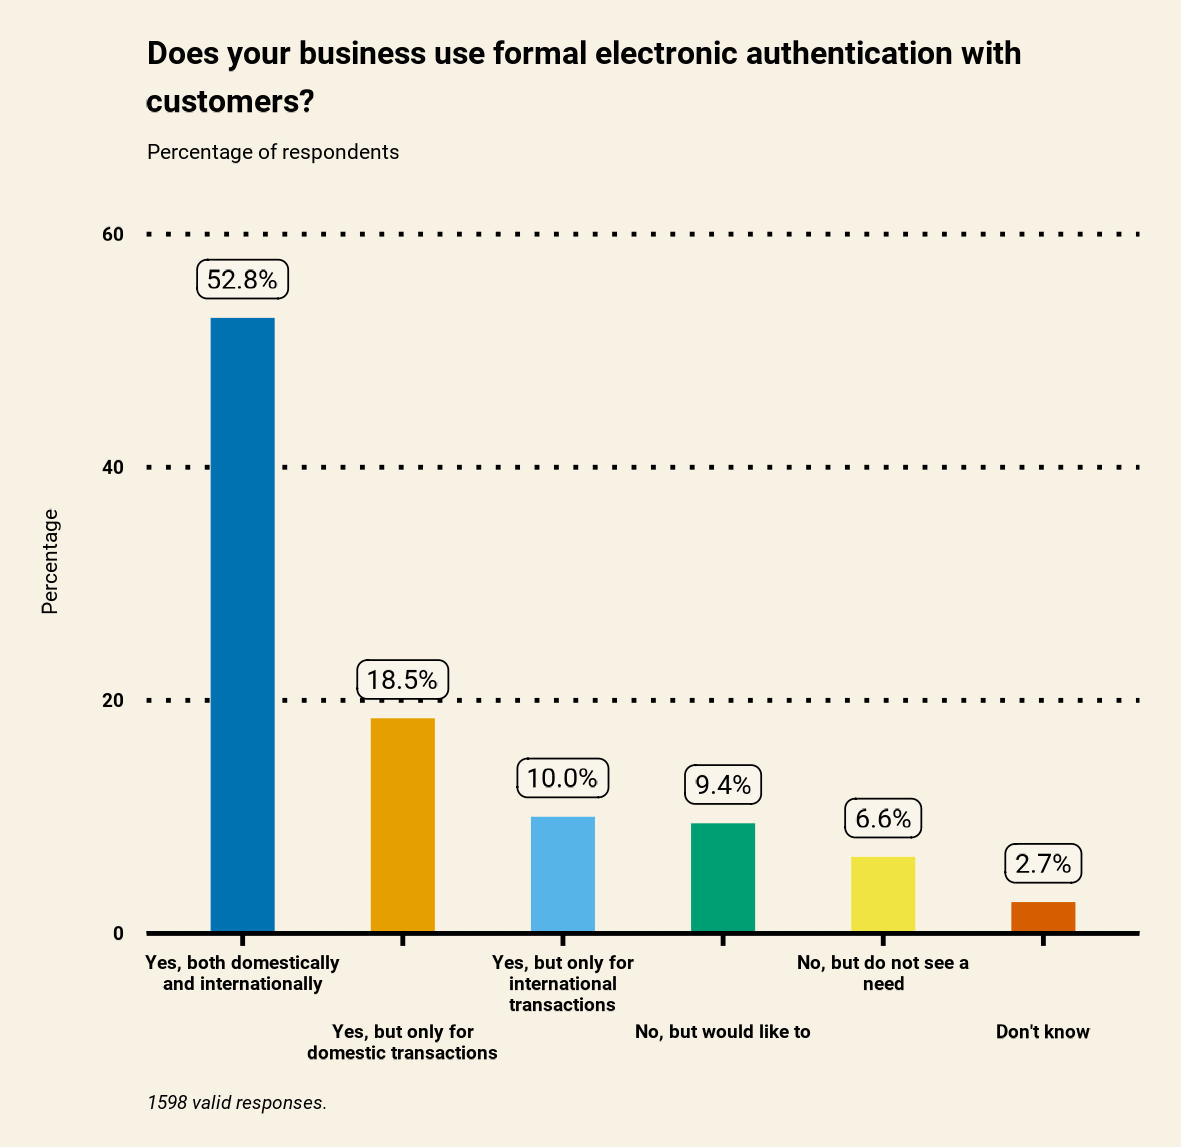 Does your business use formal electronic authentication with
customers?
Percentage of respondents
Percentage
60
40
20
0
52.8%
18.5%
10.0%
9.4%
6.6%
2.7%
Yes, both domestically
and internationally
Yes, but only for
domestic transactions
Yes, but only for
international
transactions
No, but would like to
No, but do not see a
need
Don't know
1598 valid responses.